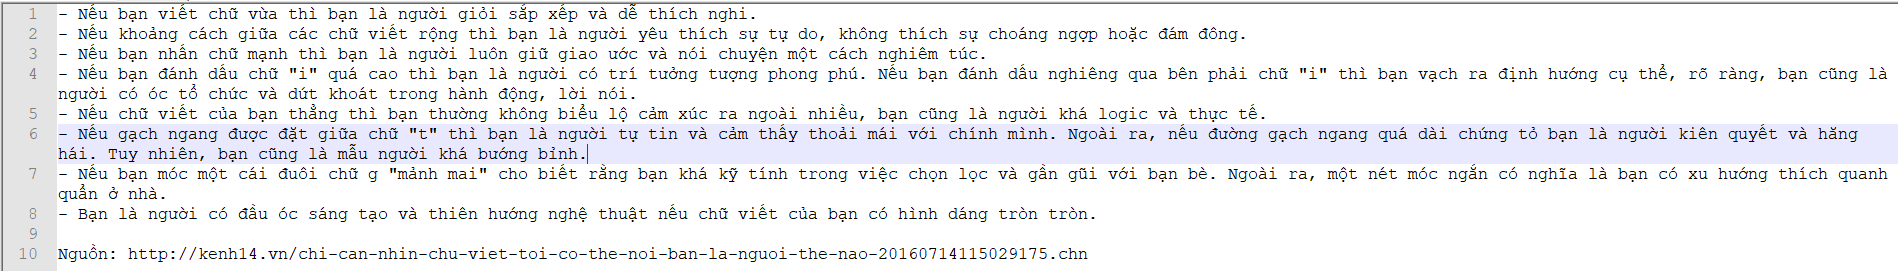 1 - Nếu bạn viết chữ vừa thì bạn là người giỏi sắp xếp và dễ thích nghi.
2 - Nếu khoảng cách giữa các chữ viết rộng thì bạn là người yêu thích sự tự do, không thích sự choáng ngợp hoặc đám đông.
3 - Nếu bạn nhấn chữ mạnh thì bạn là người luôn giữ giao ước và nói chuyện một cách nghiêm túc.
4 - Nếu bạn đánh dấu chữ "i" quá cao thì bạn là người có trí tưởng tượng phong phú. Nếu bạn đánh dấu nghiêng qua bên phải chữ "i" thì bạn vạch ra định hướng cụ thể, rõ ràng, bạn cũng là
người có óc tổ chức và dứt khoát trong hành động, lời nói.
5 - Nếu chữ viết của bạn thẳng thì bạn thường không biểu lộ cảm xúc ra ngoài nhiều, bạn cũng là người khá logic và thực tế.
6 - Nếu gạch ngang được đặt giữa chữ "t" thì bạn là người tự tin và cảm thấy thoải mái với chính mình. Ngoài ra, nếu đường gạch ngang quá dài chứng tỏ bạn là người kiên quyết và hăng
hái. Tuy nhiên, bạn cũng là mẫu người khá bướng bỉnh.
7 - Nếu bạn móc một cái đuôi chữ g "mảnh mai" cho biết rằng bạn khá kỹ tính trong việc chọn lọc và gần gũi với bạn bè. Ngoài ra, một nét móc ngắn có nghĩa là bạn có xu hướng thích quanh
quẩn ở nhà.
8 - Bạn là người có đầu óc sáng tạo và thiên hướng nghệ thuật nếu chữ viết của bạn có hình dáng tròn tròn.
9
10 Nguồn: http://kenh14.vn/chi-can-nhin-chu-viet-toi-co-the-noi-ban-la-nguoi-the-nao-20160714115029175.chn